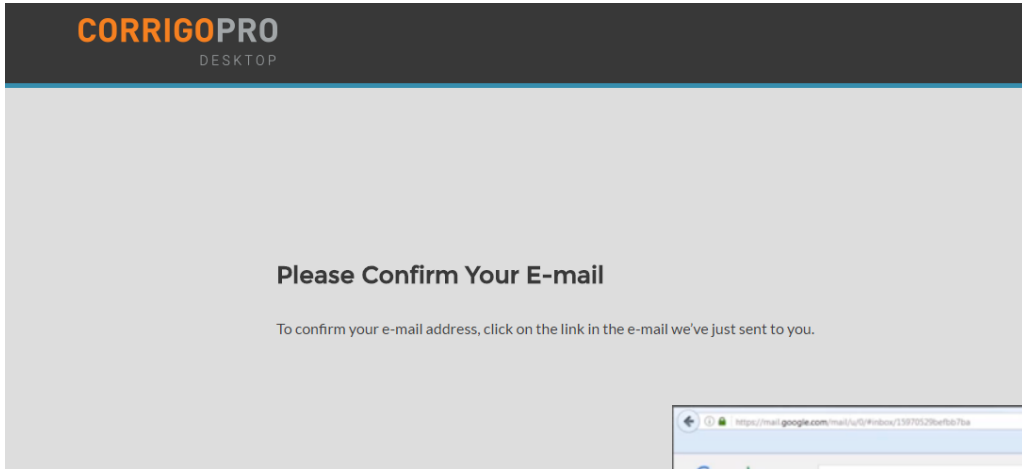 CORRIGOPRO
DESKTOP
Please Confirm Your E-mail
To confirm your e-mail address, click on the link in the e-mail we've just sent to you.
https://mail.google.com/mail/u/0/#inbox/15970529befbb7ba